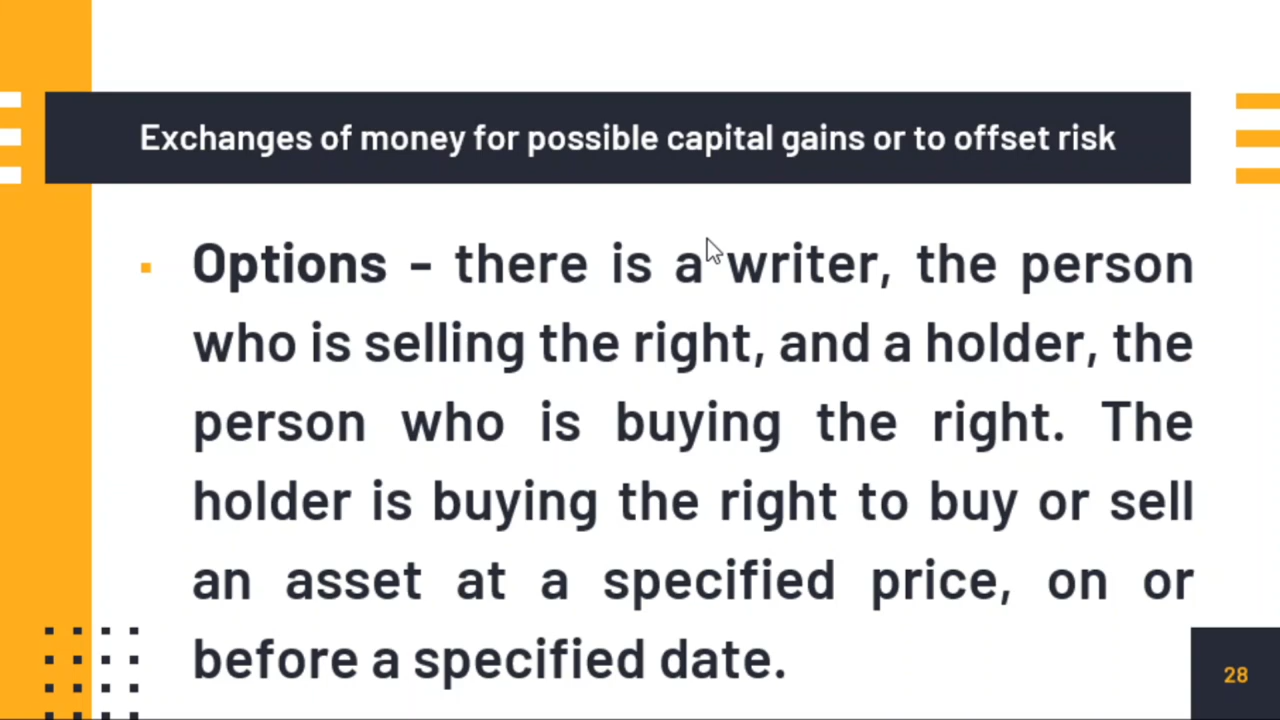 Exchanges of money for possible capital gains or to offset risk
Options - there is a writer, the person
who is selling the right, and a holder, the
person who is buying the right. The
holder is buying the right to buy or sell
an asset at a specified price, on or
before a specified date.
28